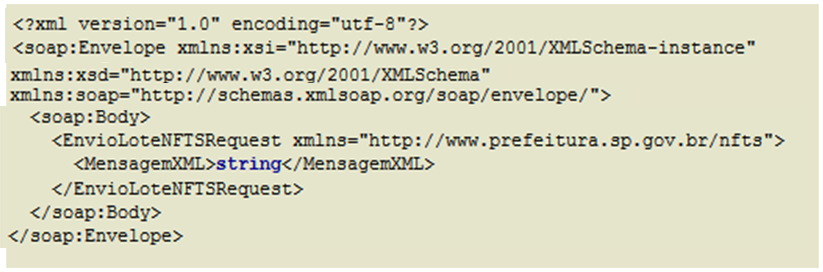 <?xml version="1.0" encoding="utf-8"?>
<soap:Envelope xmlns:xsi="http://www.w3.org/2001/XMLSchema-instance"
xmlns:xsd="http://www.w3.org/2001/XMLSchema"
xmlns:soap="http://schemas.xmlsoap.org/soap/envelope/">
<soap:Body>
<EnvioLoteNFTSRequest xmlns="http://www.prefeitura.sp.gov.br/nfts">
<MensagemXML>string</MensagemXML>
</EnvioLoteNFTSRequest>
</soap:Body>
</soap:Envelope>